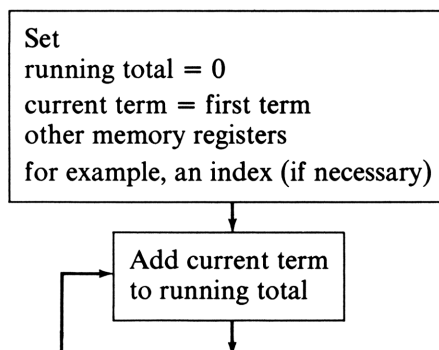 Set
running total = 0
current term = first term
other memory registers
for example, an index (if necessary)
Add current term
to running total